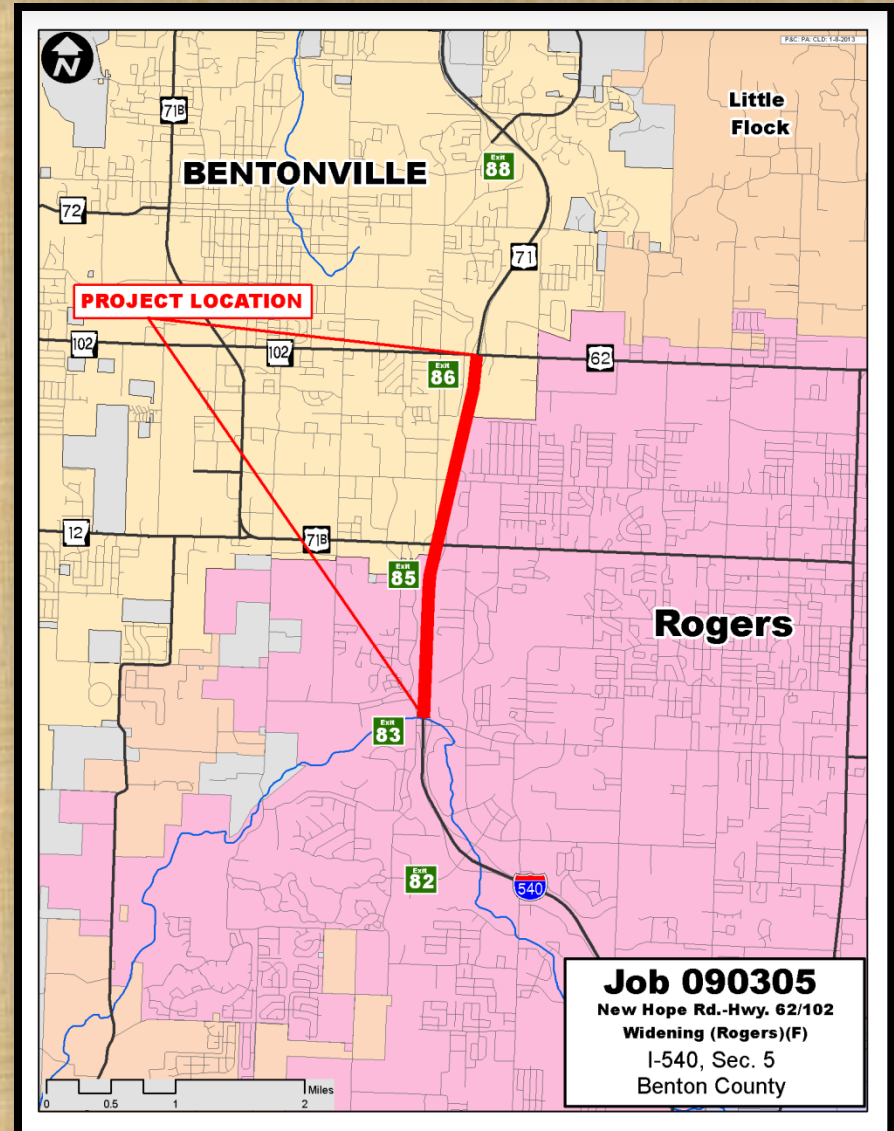 P&C: PA: CLD: 1-8-2013
N
71B
Little
Flock
Exit
88
BENTONVILLE
72
71
PROJECT LOCATION
102
102
62
Exit
86
12
71B
Exit
85
Rogers
Exit
83
Exit
82
540
Job 090305
New Hope Rd.-Hwy. 62/102
Widening (Rogers)(F)
I-540, Sec. 5
Benton County
Miles
0 0.5 1 2